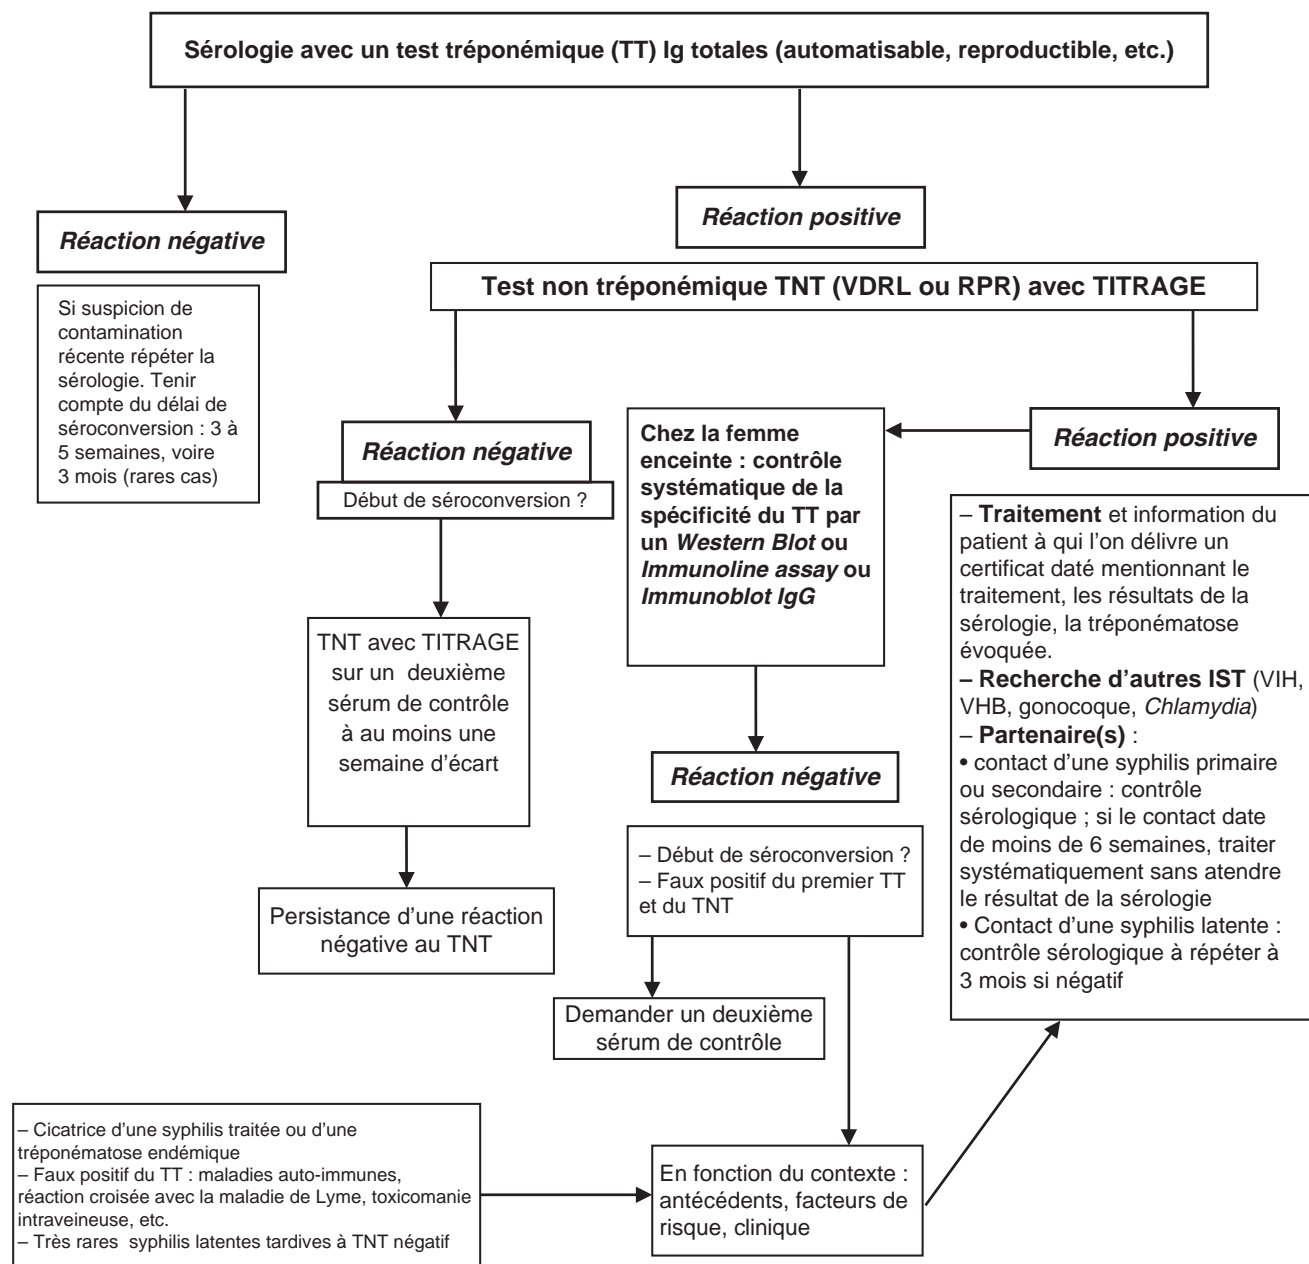 Sérologie avec un test tréponémique (TT) Ig totales (automatisable, reproductible, etc.)
Réaction négative
Réaction positive
Si suspicion de
contamination
récente répéter la
sérologie. Tenir
compte du délai de
séroconversion : 3 à
5 semaines, voire
3 mois (rares cas)
Test non tréponémique TNT (VDRL ou RPR) avec TITRAGE
Réaction négative
Début de séroconversion ?
Chez la femme
enceinte : contrôle
systématique de la
spécificité du TT par
un Western Blot ou
Immunoline assay ou
Immunoblot IgG
Réaction positive
TNT avec TITRAGE
sur un deuxième
sérum de contrôle
à au moins une
semaine d'écart
– Traitement et information du
patient à qui l'on délivre un
certificat daté mentionnant le
traitement, les résultats de la
sérologie, la tréponématose
évoquée.
– Recherche d'autres IST (VIH,
VHB, gonocoque, Chlamydia)
– Partenaire(s) :
• contact d'une syphilis primaire
ou secondaire : contrôle
sérologique ; si le contact date
de moins de 6 semaines, traiter
systématiquement sans atendre
le résultat de la sérologie
• Contact d'une syphilis latente :
contrôle sérologique à répéter à
3 mois si négatif
Réaction négative
– Début de séroconversion ?
– Faux positif du premier TT
et du TNT
Persistance d'une réaction
négative au TNT
Demander un deuxième
sérum de contrôle
– Cicatrice d'une syphilis traitée ou d'une
tréponématose endémique
– Faux positif du TT : maladies auto-immunes,
réaction croisée avec la maladie de Lyme, toxicomanie
intraveineuse, etc.
– Très rares syphilis latentes tardives à TNT négatif
En fonction du contexte :
antécédents, facteurs de
risque, clinique